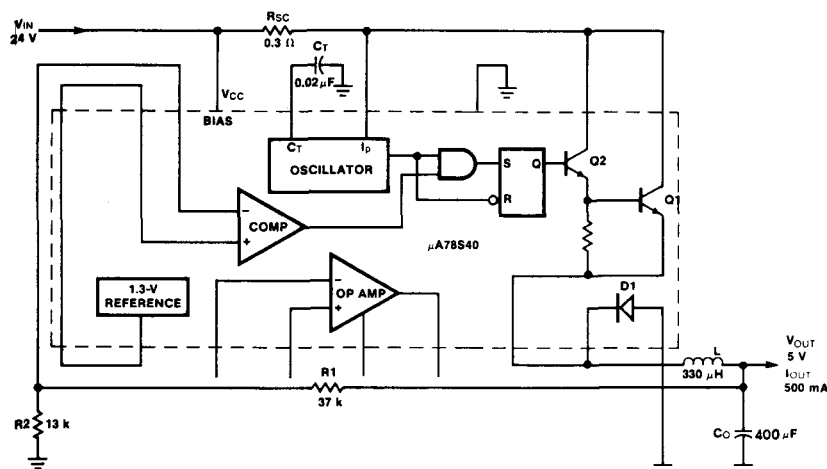 VIN
24 V
RSC
0.3 Ω
CT
0.02 µF
VCC
BIAS
CT
Ip
OSCILLATOR
S
Q
R
Q2
Q1
−
COMP
+
µA78S40
1.3-V
REFERENCE
−
OP AMP
+
D1
L
330 µH
VOUT
5 V
IOUT
500 mA
R1
37 k
R2
13 k
CO
400 µF